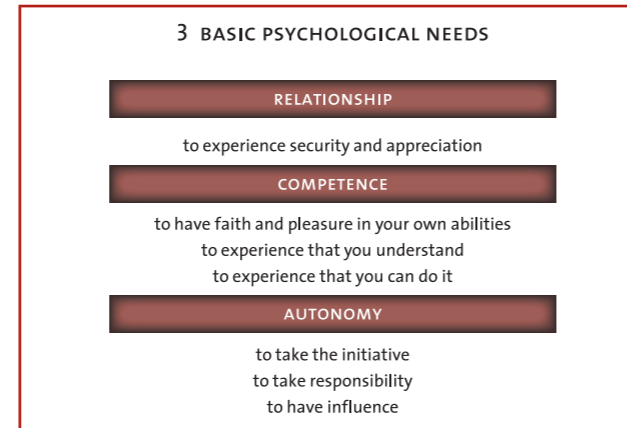 3 BASIC PSYCHOLOGICAL NEEDS
RELATIONSHIP
to experience security and appreciation
COMPETENCE
to have faith and pleasure in your own abilities
to experience that you understand
to experience that you can do it
AUTONOMY
to take the initiative
to take responsibility
to have influence